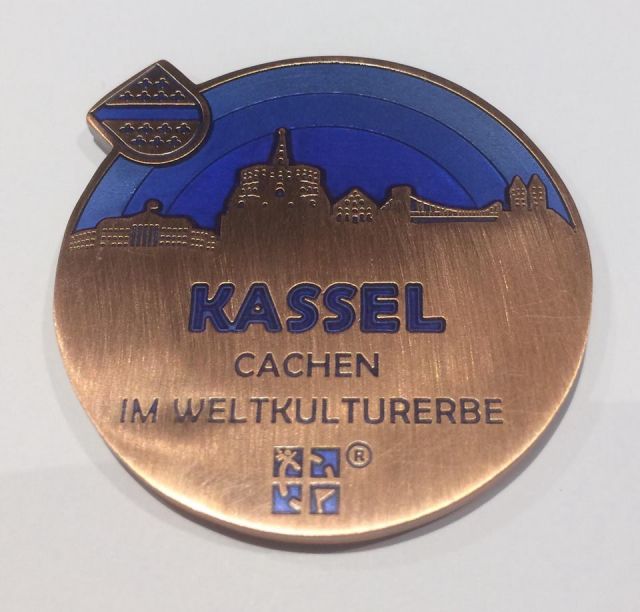 KASSEL
CACHEN
IM WELTKULTURERBE
®